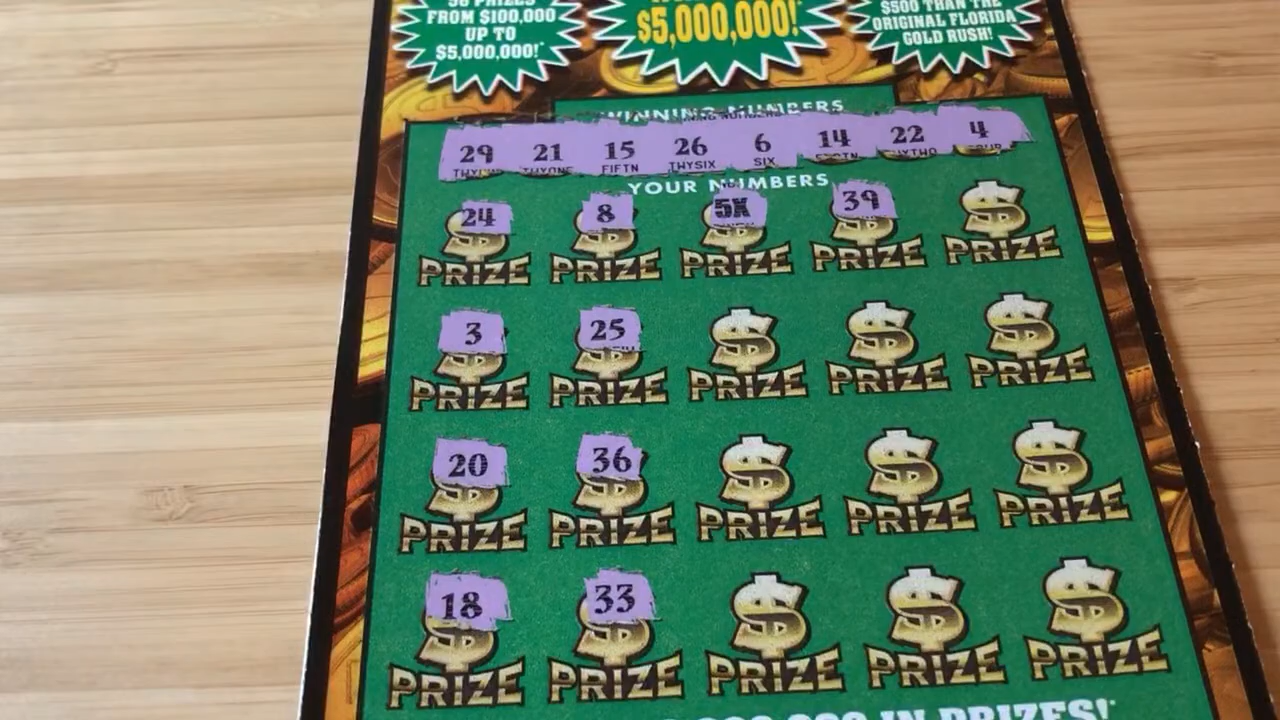 FROM $100,000
UP TO
$5,000,000!*
$5,000,000!*
$500 THAN THE
ORIGINAL FLORIDA
GOLD RUSH!
WINNING NUMBERS
29 21 15 26 6 14 22 4
FIFTN THYSIX SIX
YOUR NUMBERS
24 8 5X 39
PRIZE PRIZE PRIZE PRIZE PRIZE
3 25
PRIZE PRIZE PRIZE PRIZE PRIZE
20 36
PRIZE PRIZE PRIZE PRIZE PRIZE
18 33
PRIZE PRIZE PRIZE PRIZE PRIZE
IN PRIZES!*